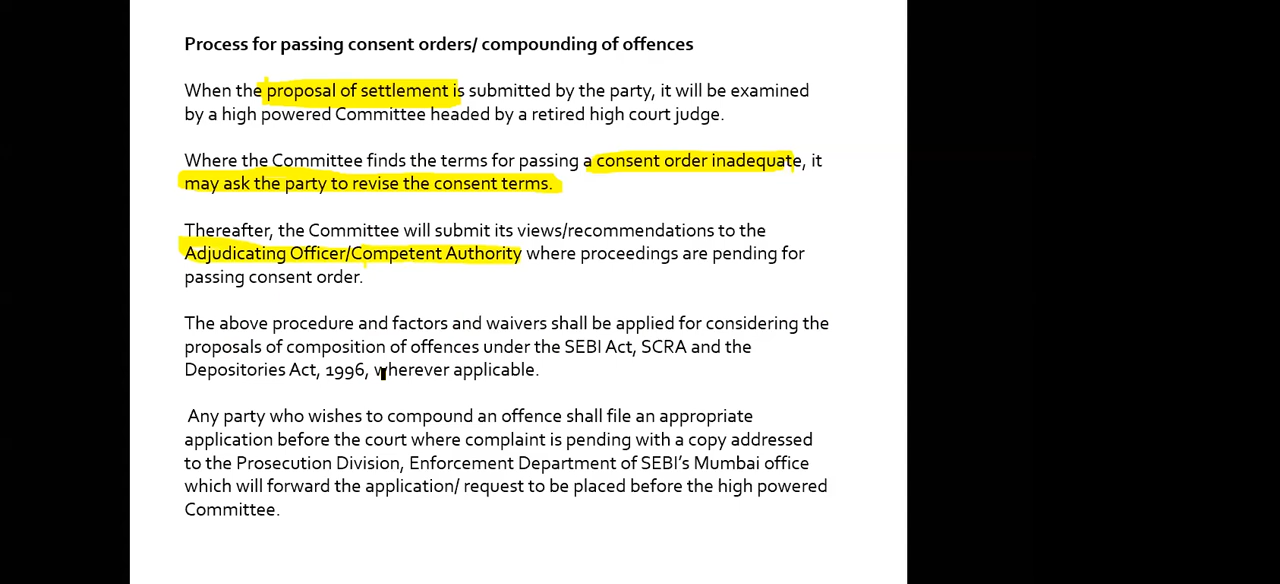 Process for passing consent orders/ compounding of offences
When the proposal of settlement is submitted by the party, it will be examined
by a high powered Committee headed by a retired high court judge.
Where the Committee finds the terms for passing a consent order inadequate, it
may ask the party to revise the consent terms.
Thereafter, the Committee will submit its views/recommendations to the
Adjudicating Officer/Competent Authority where proceedings are pending for
passing consent order.
The above procedure and factors and waivers shall be applied for considering the
proposals of composition of offences under the SEBI Act, SCRA and the
Depositories Act, 1996, wherever applicable.
Any party who wishes to compound an offence shall file an appropriate
application before the court where complaint is pending with a copy addressed
to the Prosecution Division, Enforcement Department of SEBI’s Mumbai office
which will forward the application/ request to be placed before the high powered
Committee.